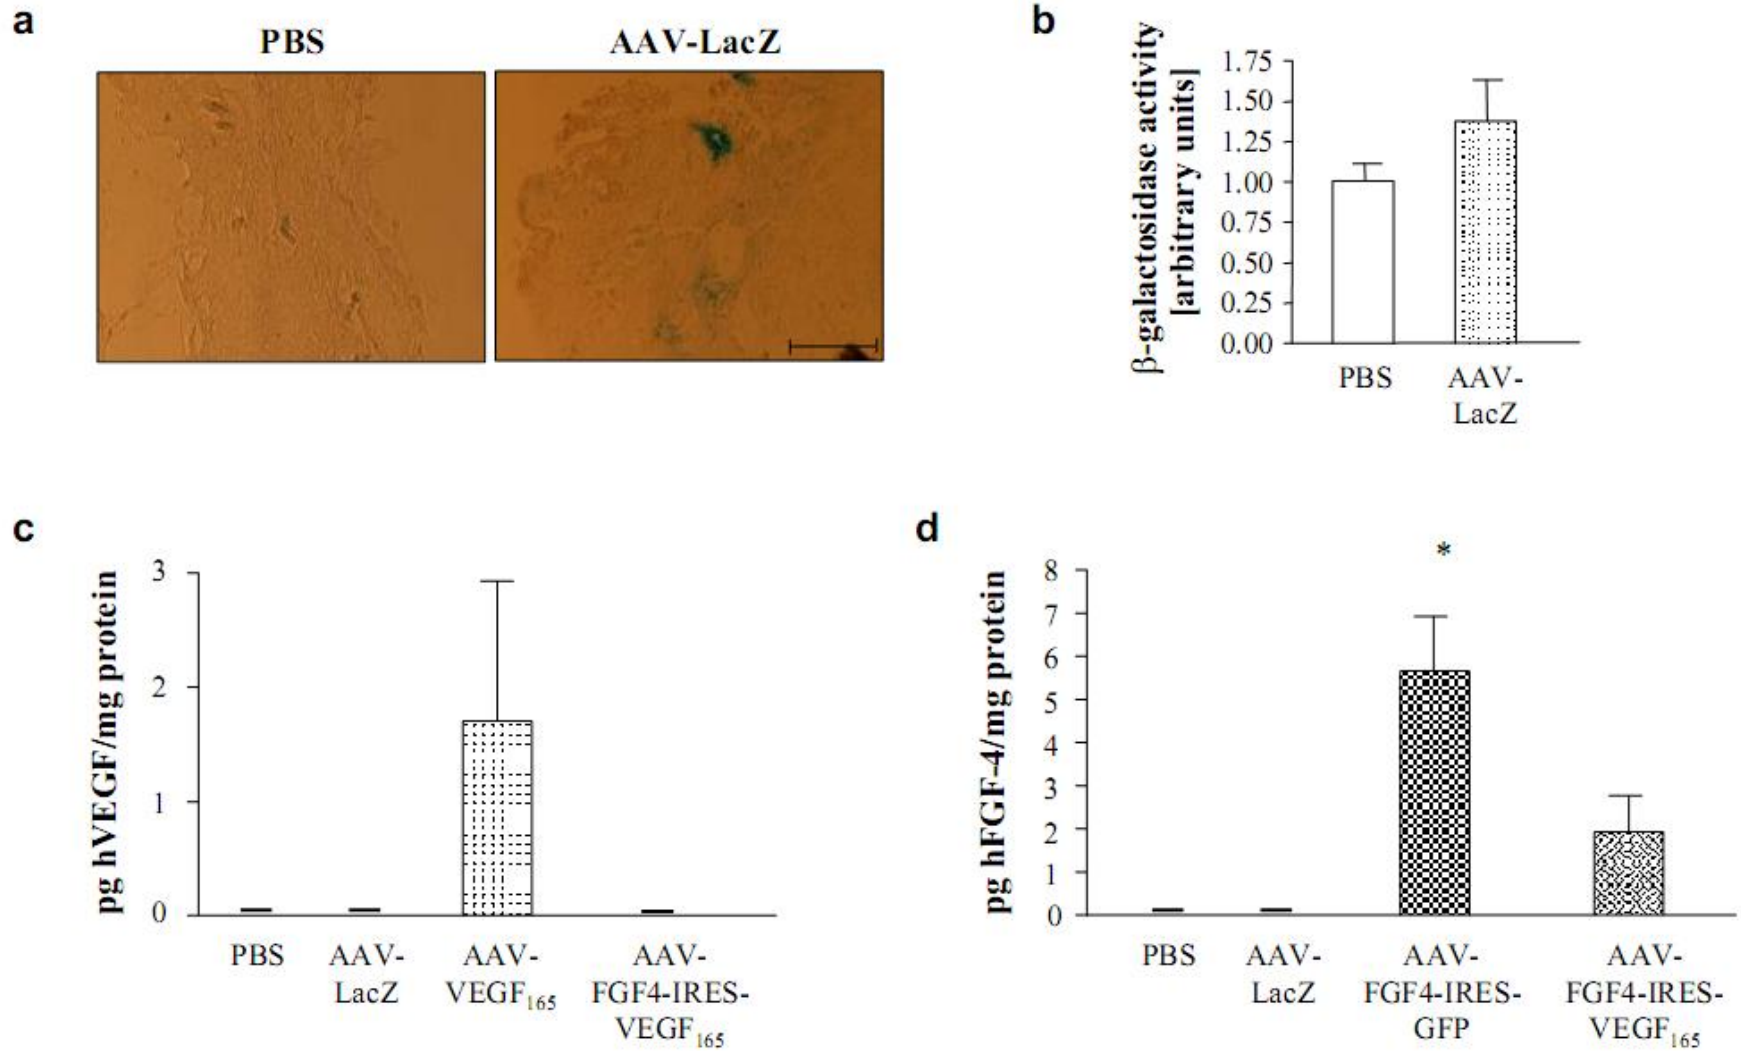 a
PBS
AAV-LacZ
b
β-galactosidase activity
[arbitrary units]
1.75
1.50
1.25
1.00
0.75
0.50
0.25
0.00
PBS
AAV-
LacZ
c
pg hVEGF/mg protein
3
2
1
0
PBS
AAV-
LacZ
AAV-
VEGF165
AAV-
FGF4-IRES-
VEGF165
d
pg hFGF-4/mg protein
*
8
7
6
5
4
3
2
1
0
PBS
AAV-
LacZ
AAV-
FGF4-IRES-
GFP
AAV-
FGF4-IRES-
VEGF165